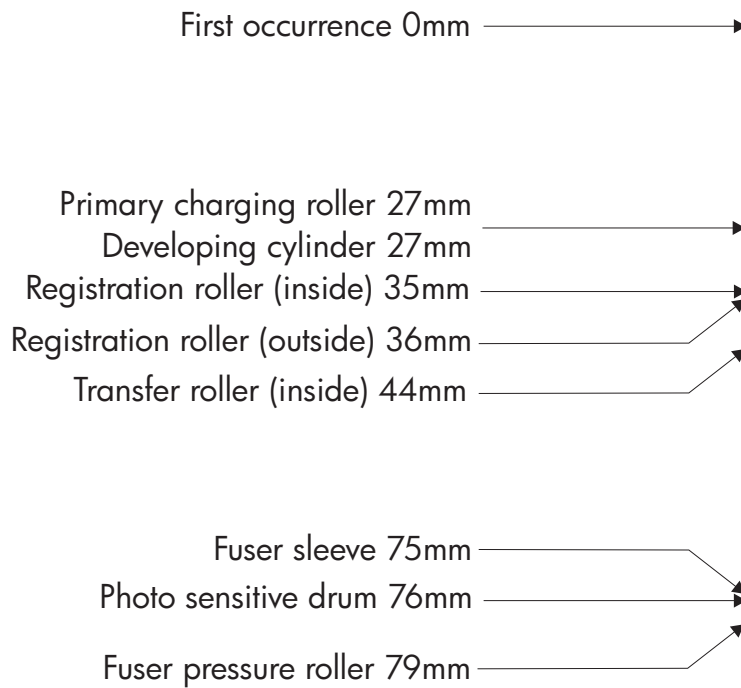 First occurrence 0mm
Primary charging roller 27mm
Developing cylinder 27mm
Registration roller (inside) 35mm
Registration roller (outside) 36mm
Transfer roller (inside) 44mm
Fuser sleeve 75mm
Photo sensitive drum 76mm
Fuser pressure roller 79mm